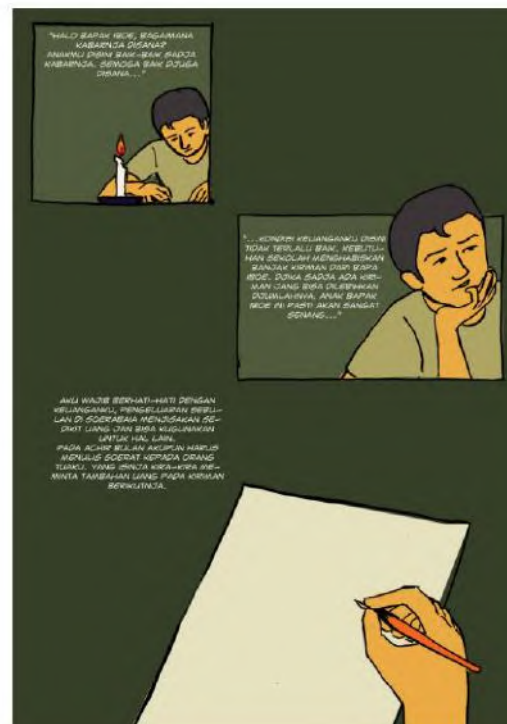 "HALO BAPAK IBOE, BAGAIMANA
KABARNJA DISANA?
ANAKMU DISINI BAIK-BAIK SADJA
KABARNJA. SEMOGA BAIK DJUGA
DISANA..."
"...KONDISI KEUANGANKU DISINI
TIDAK TERLALU BAIK. KEBUTU-
HAN SEKOLAH MENGHABISKAN
BANJAK KIRIMAN DARI BAPA
IBOE. DJIKA SADJA ADA KIRI-
MAN JANG BISA DILEBIHKAN
DJUMLAHNJA, ANAK BAPAK
IBOE INI PASTI AKAN SANGAT
SENANG..."
AKU WAJIB BERHATI-HATI DENGAN
KEUANGANKU, PENGELUARAN SEBU-
LAN DI SOERABAIA MENJISAKAN SE-
DIKIT UANG JAN BISA KUGUNAKAN
UNTUK HAL LAIN.
PADA ACHIR BULAN AKUPUN HARUS
MENULIS SOERAT KEPADA ORANG
TUAKU. YANG ISINJA KIRA-KIRA ME-
MINTA TAMBAHAN UANG PADA KIRIMAN
BERIKUTNJA.